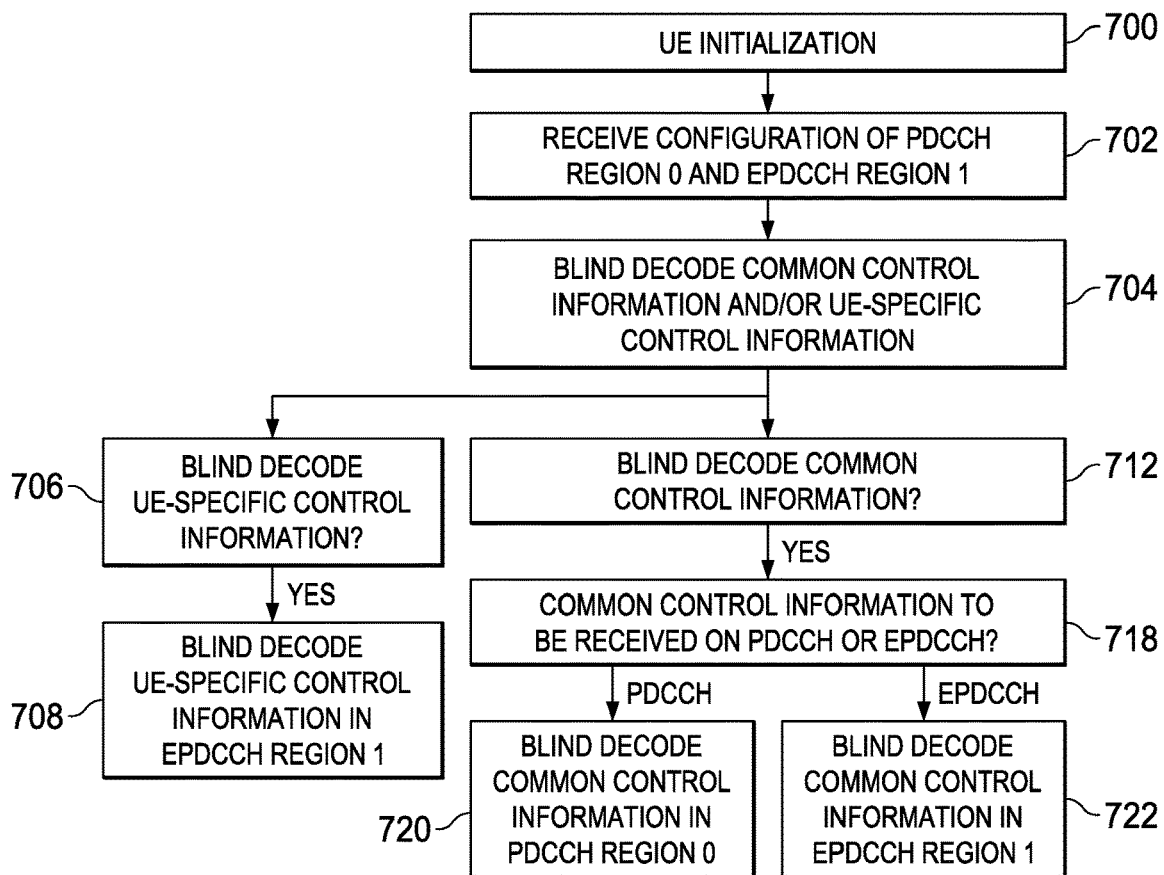 UE INITIALIZATION
700
RECEIVE CONFIGURATION OF PDCCH
REGION 0 AND EPDCCH REGION 1
702
BLIND DECODE COMMON CONTROL
INFORMATION AND/OR UE-SPECIFIC
CONTROL INFORMATION
704
706
BLIND DECODE
UE-SPECIFIC CONTROL
INFORMATION?
BLIND DECODE COMMON
CONTROL INFORMATION?
712
YES
YES
708
BLIND DECODE
UE-SPECIFIC CONTROL
INFORMATION IN
EPDCCH REGION 1
COMMON CONTROL INFORMATION TO
BE RECEIVED ON PDCCH OR EPDCCH?
718
PDCCH
EPDCCH
720
BLIND DECODE
COMMON CONTROL
INFORMATION IN
PDCCH REGION 0
BLIND DECODE
COMMON CONTROL
INFORMATION IN
EPDCCH REGION 1
722